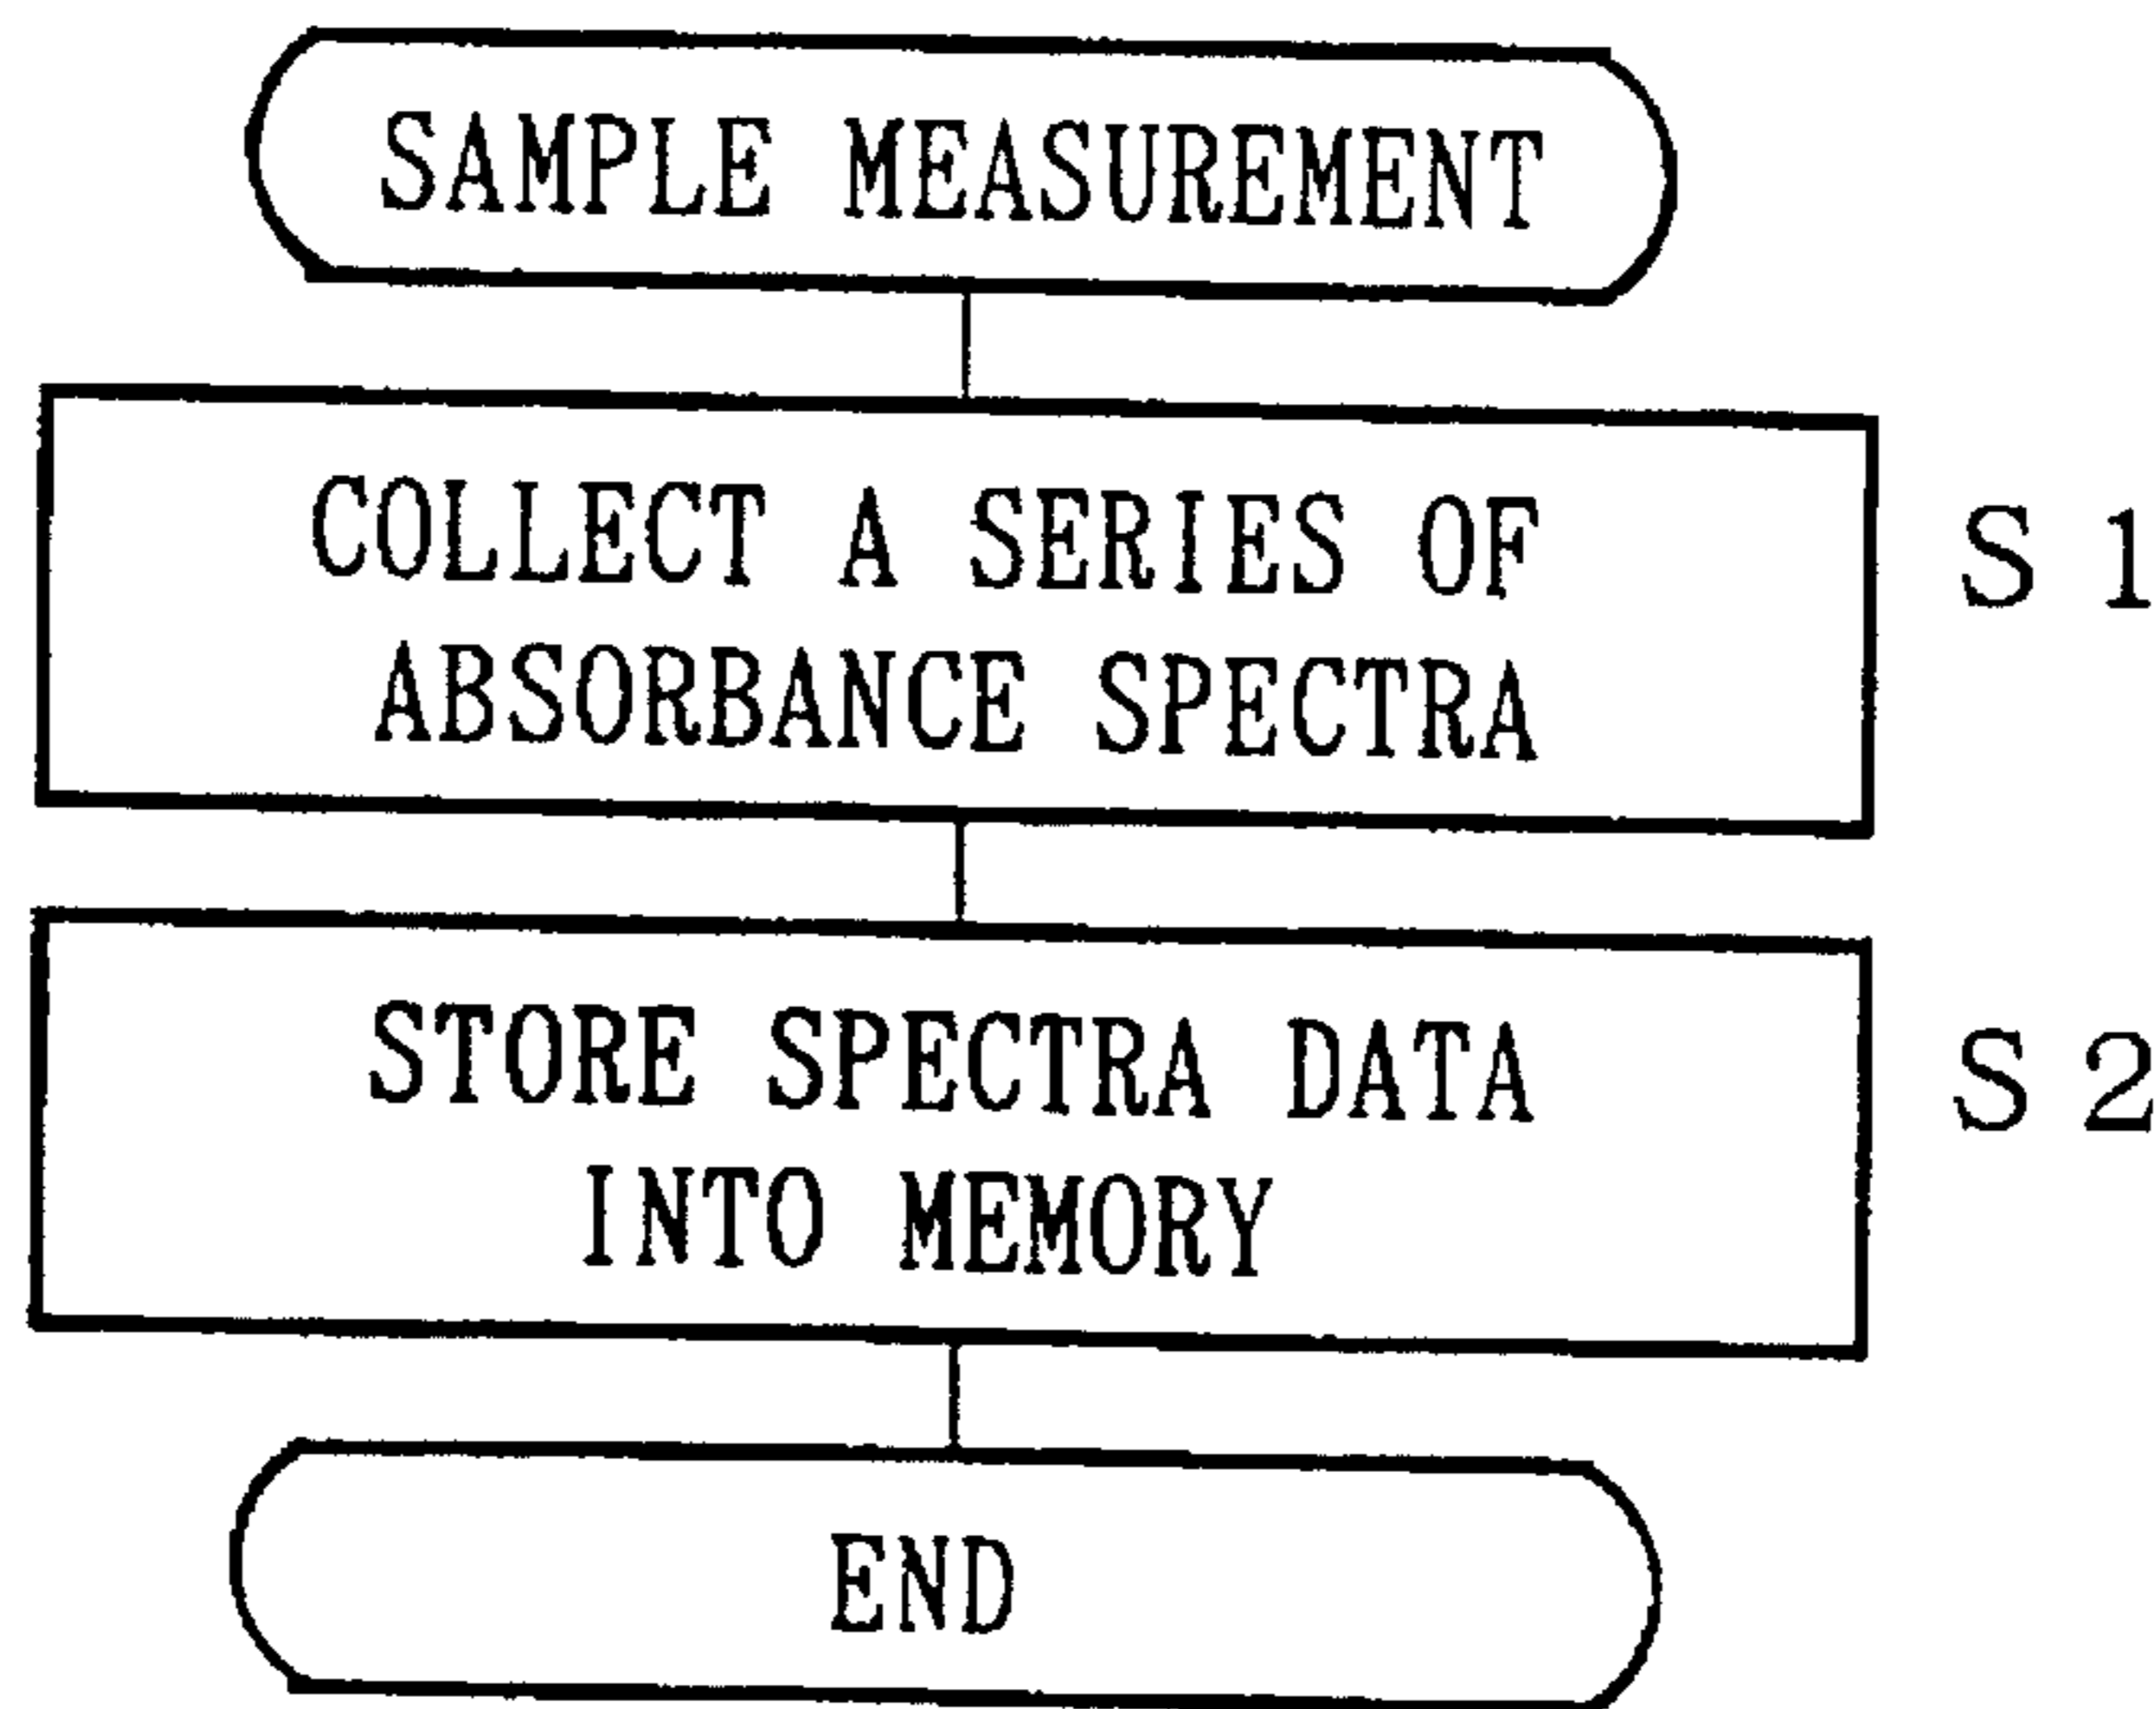 SAMPLE MEASUREMENT
COLLECT A SERIES OF
ABSORBANCE SPECTRA
S 1
STORE SPECTRA DATA
INTO MEMORY
S 2
END